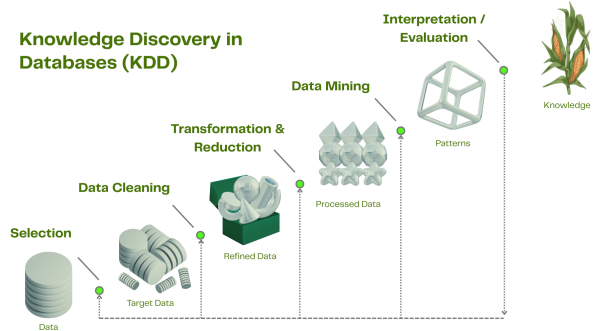 Knowledge Discovery in
Databases (KDD)
Selection
Data
Data Cleaning
Target Data
Transformation &
Reduction
Refined Data
Data Mining
Processed Data
Interpretation /
Evaluation
Patterns
Knowledge